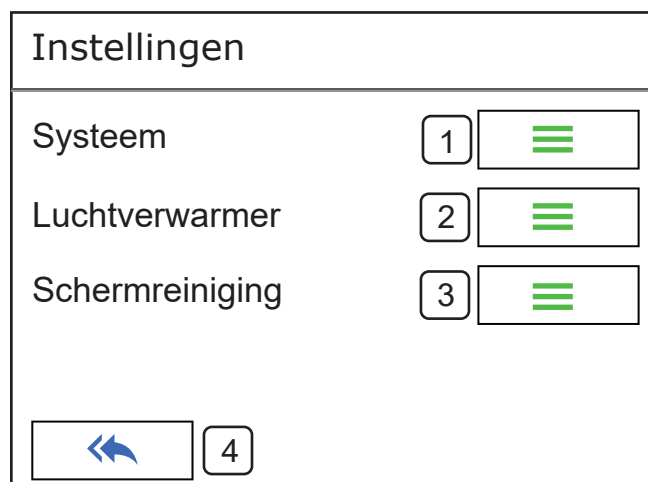 Instellingen
Systeem 1
Luchtverwarmer 2
Schermreiniging 3
4